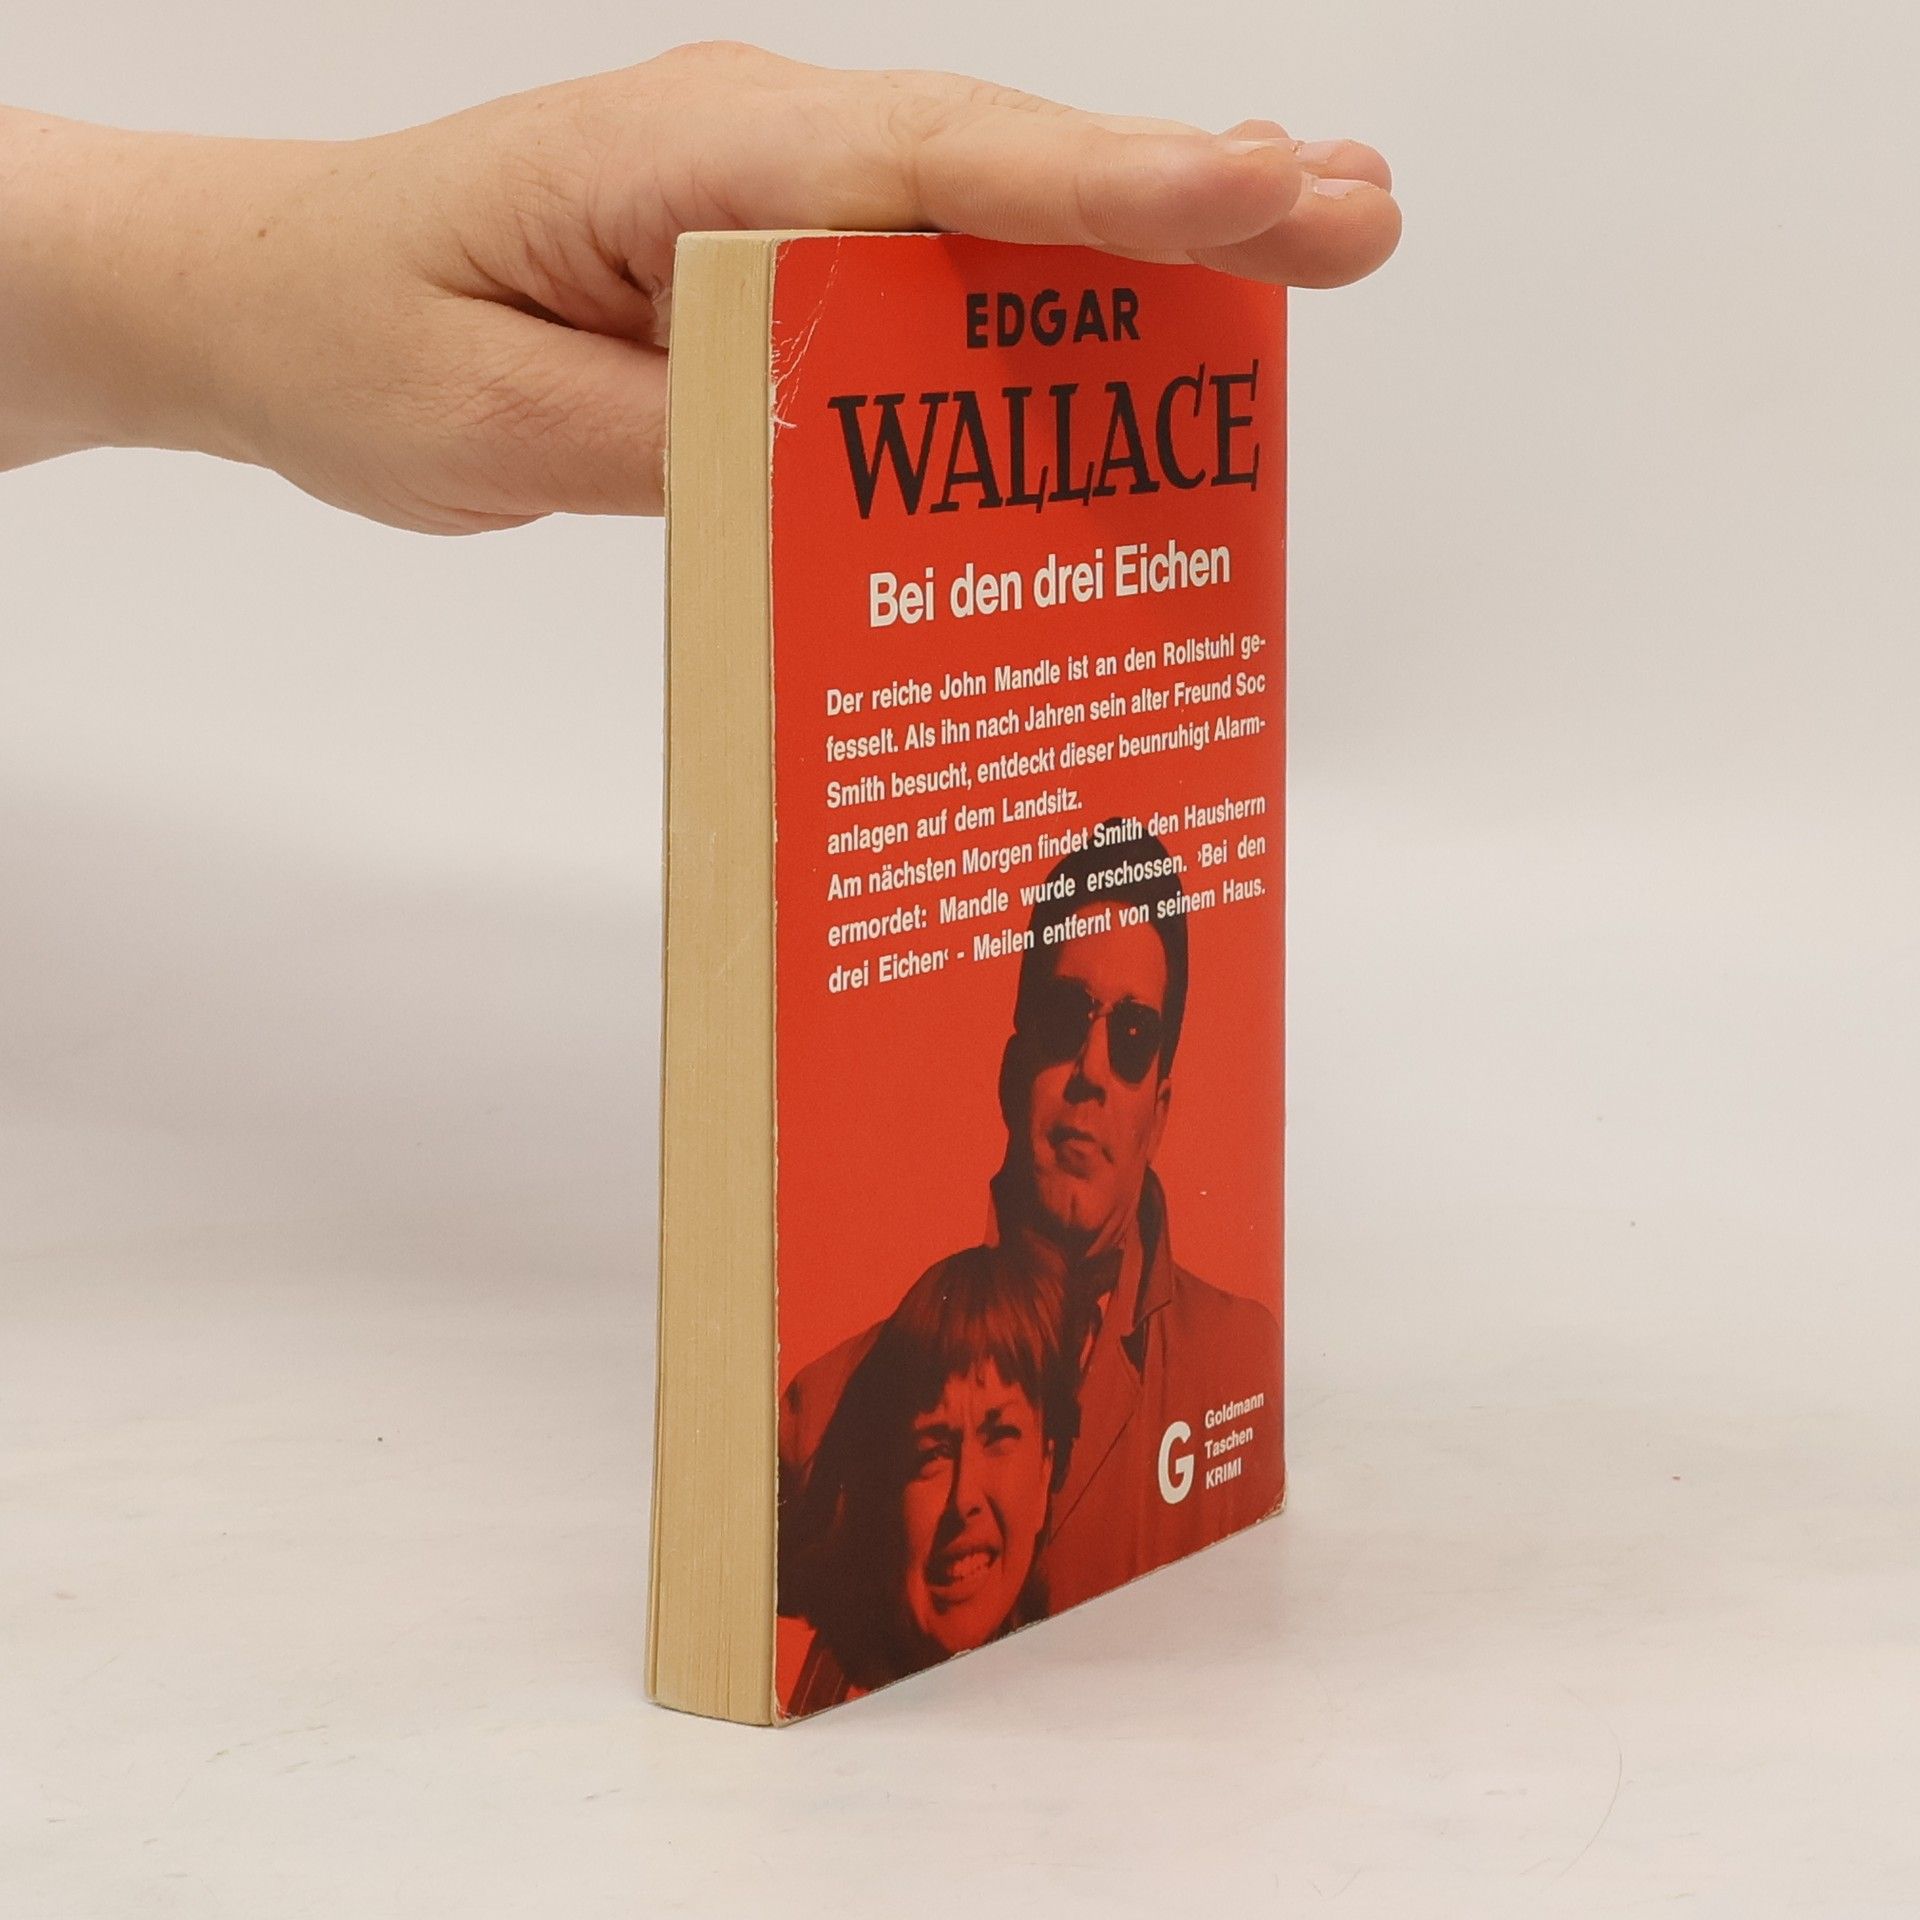 EDGAR
WALLACE
Bei den drei Eichen
Der reiche John Mandle ist an den Rollstuhl ge-
fesselt. Als ihn nach Jahren sein alter Freund Soc
Smith besucht, entdeckt dieser beunruhigt Alarm-
anlagen auf dem Landsitz.
Am nächsten Morgen findet Smith den Hausherrn
ermordet: Mandle wurde erschossen. ›Bei den
drei Eichen‹ - Meilen entfernt von seinem Haus.
G
Goldmann
Taschen
KRIMI